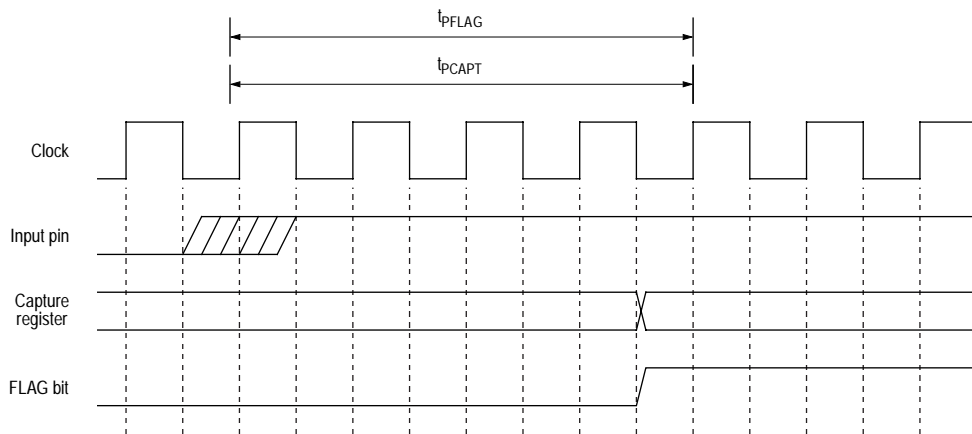 tPFLAG
tPCAPT
Clock
Input pin
Capture
register
FLAG bit